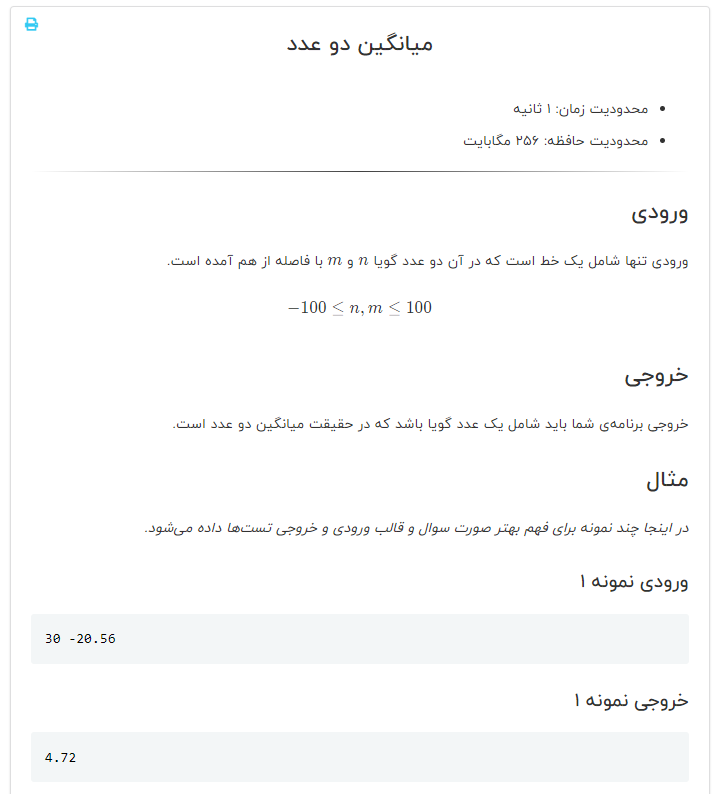 میانگین دو عدد
محدودیت زمان: ۱ ثانیه
محدودیت حافظه: ۲۵۶ مگابایت
ورودی
ورودی تنها شامل یک خط است که در آن دو عدد گویا n و m با فاصله از هم آمده است.
−100 ≤ n, m ≤ 100
خروجی
خروجی برنامه‌ی شما باید شامل یک عدد گویا باشد که در حقیقت میانگین دو عدد است.
مثال
در اینجا چند نمونه برای فهم بهتر صورت سوال و قالب ورودی و خروجی تست‌ها داده می‌شود.
ورودی نمونه ۱
30 -20.56
خروجی نمونه ۱
4.72